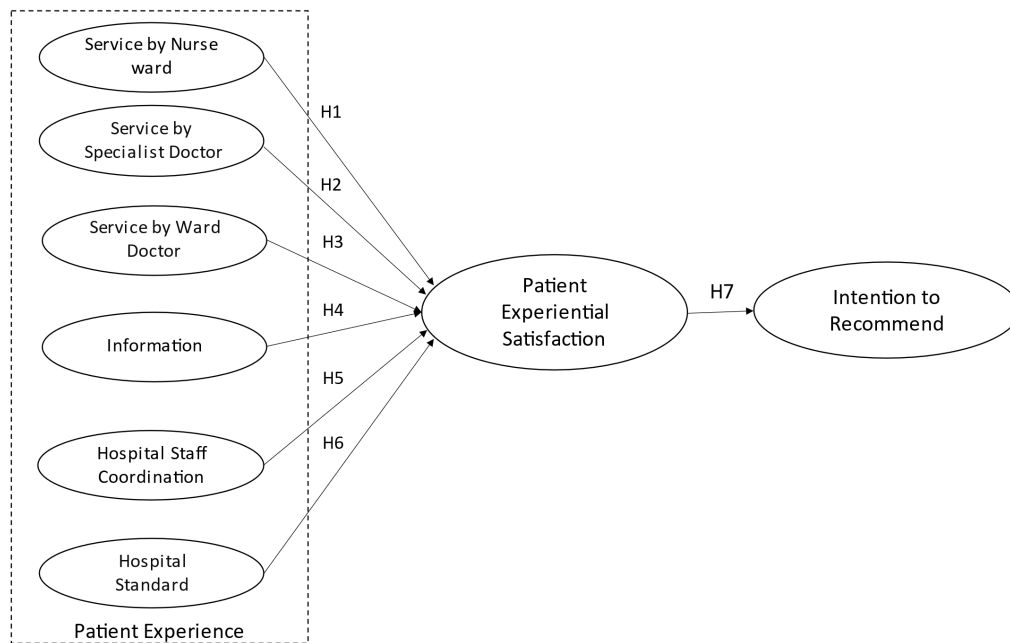 Service by Nurse
ward
H1
Service by
Specialist Doctor
H2
Service by Ward
Doctor
H3
Information
H4
Hospital Staff
Coordination
H5
Hospital
Standard
H6
Patient Experience
Patient
Experiential
Satisfaction
H7
Intention to
Recommend